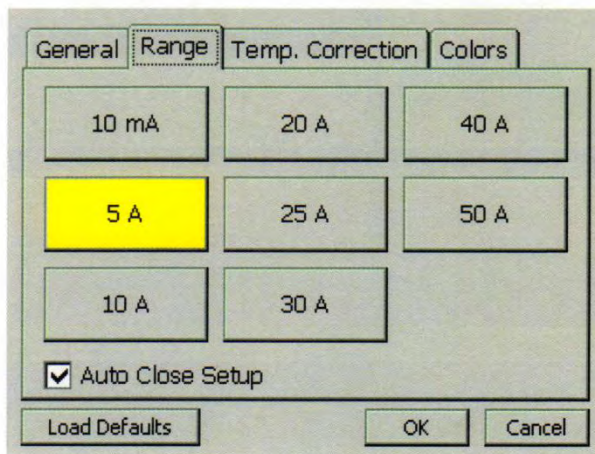 General Range Temp. Correction Colors
10 mA 20 A 40 A
5 A 25 A 50 A
10 A 30 A
Auto Close Setup
Load Defaults OK Cancel